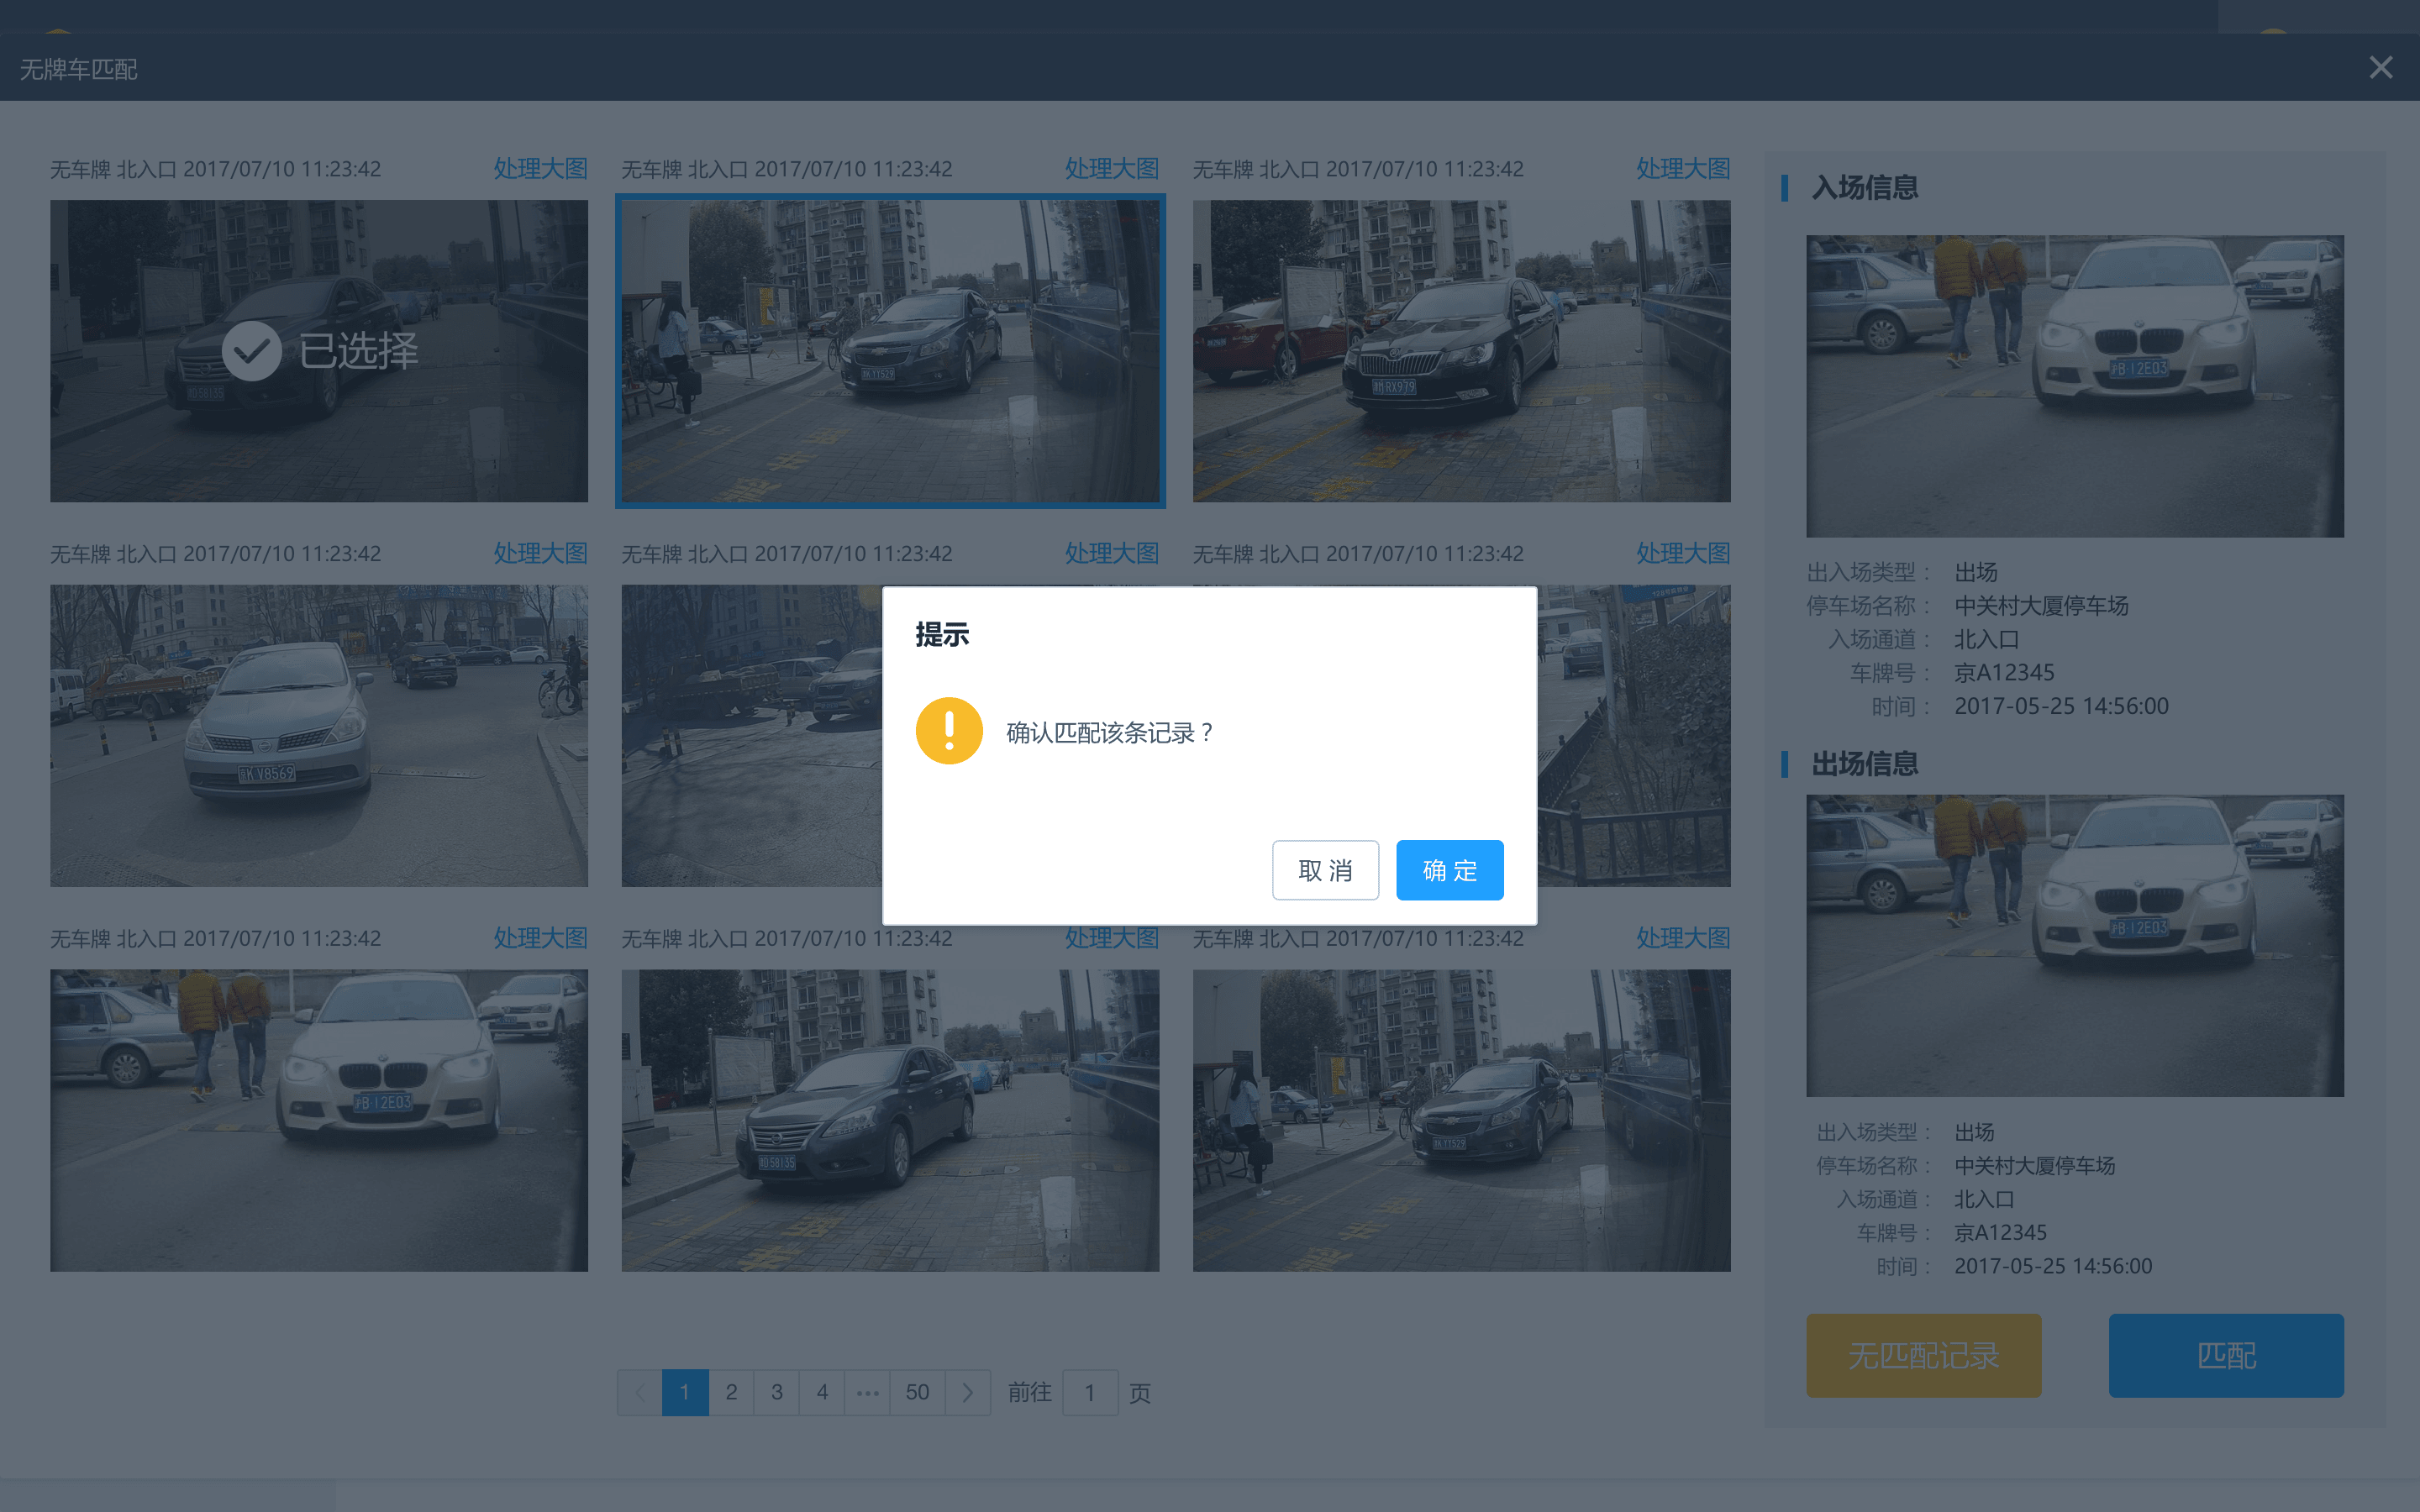 无牌车匹配
无车牌 北入口 2017/07/10 11:23:42 处理大图
无车牌 北入口 2017/07/10 11:23:42 处理大图
无车牌 北入口 2017/07/10 11:23:42 处理大图
已选择
无车牌 北入口 2017/07/10 11:23:42 处理大图
无车牌 北入口 2017/07/10 11:23:42 处理大图
无车牌 北入口 2017/07/10 11:23:42 处理大图
无车牌 北入口 2017/07/10 11:23:42 处理大图
无车牌 北入口 2017/07/10 11:23:42 处理大图
无车牌 北入口 2017/07/10 11:23:42 处理大图
提示
确认匹配该条记录？
取 消
确 定
< 1 2 3 4 ••• 50 > 前往 1 页
入场信息
沪B·12E03
出入场类型： 出场
停车场名称： 中关村大厦停车场
入场通道： 北入口
车牌号： 京A12345
时间： 2017-05-25 14:56:00
出场信息
沪B·12E03
出入场类型： 出场
停车场名称： 中关村大厦停车场
入场通道： 北入口
车牌号： 京A12345
时间： 2017-05-25 14:56:00
无匹配记录
匹配